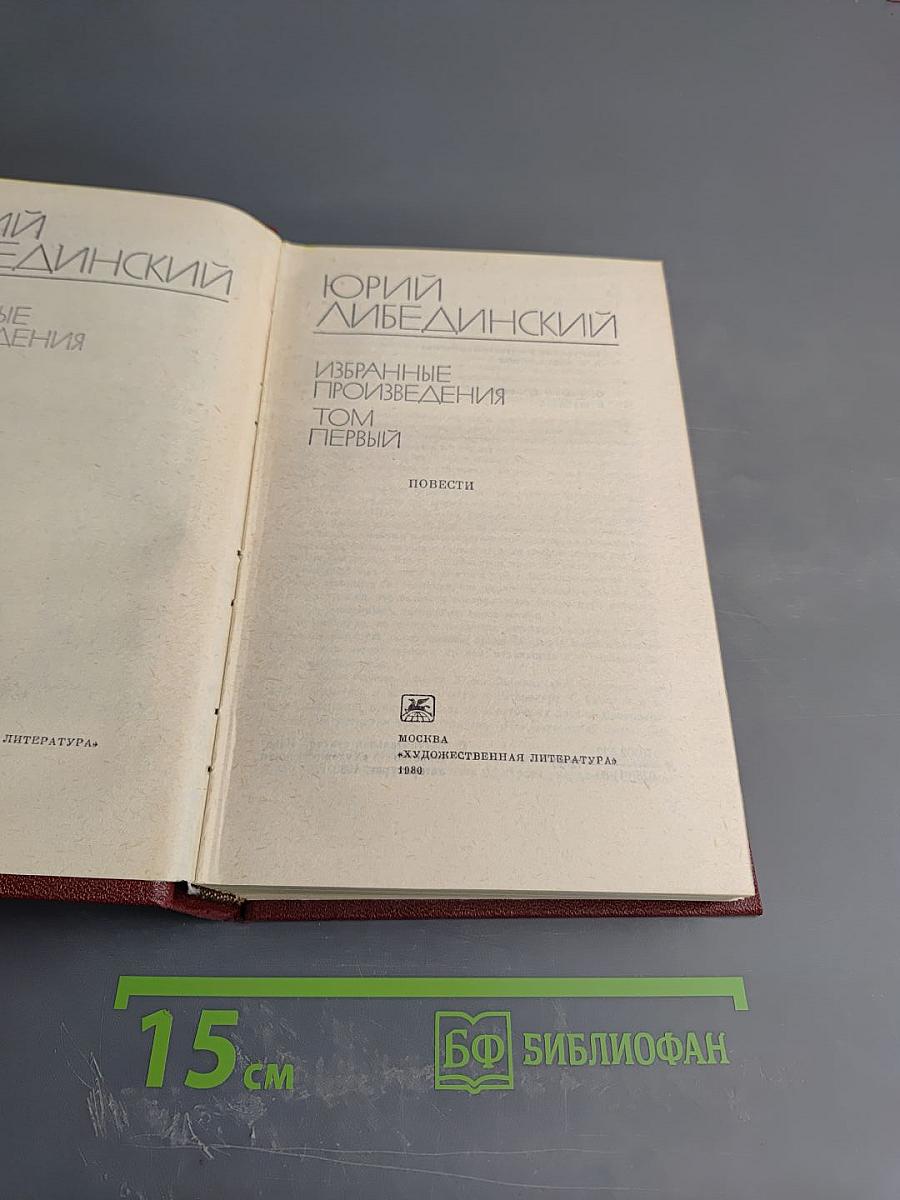 ИЙ
ЕДИНСКИЙ
ЫЕ
ДЕНИЯ
ЛИТЕРАТУРА»
ЮРИЙ
ЛИБЕДИНСКИЙ
ИЗБРАННЫЕ
ПРОИЗВЕДЕНИЯ
ТОМ
ПЕРВЫЙ
ПОВЕСТИ
МОСКВА
«ХУДОЖЕСТВЕННАЯ ЛИТЕРАТУРА»
1980
15 см
БФ БИБЛИОФАН